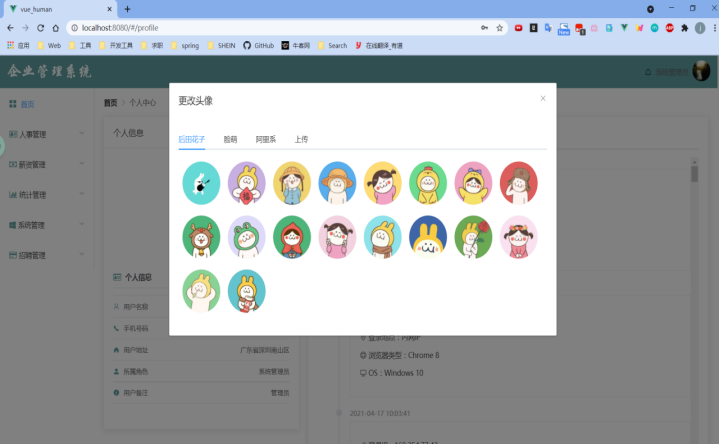 vue_human
localhost:8080/#/profile
应用 Web 工具 开发工具 求职 spring SHEIN GitHub 牛客网 Search 在线翻译_有道
New
企业管理系统
首页
人事管理
薪资管理
统计管理
系统管理
招聘管理
首页 / 个人中心
个人信息
更改头像
后田花子 脸萌 阿狸系 上传
个人信息
用户名称
手机号码
用户地址 广东省深圳南山区
所属角色 系统管理员
用户备注 管理员
浏览器类型：Chrome 8
OS：Windows 10
2021-04-17 10:03:41